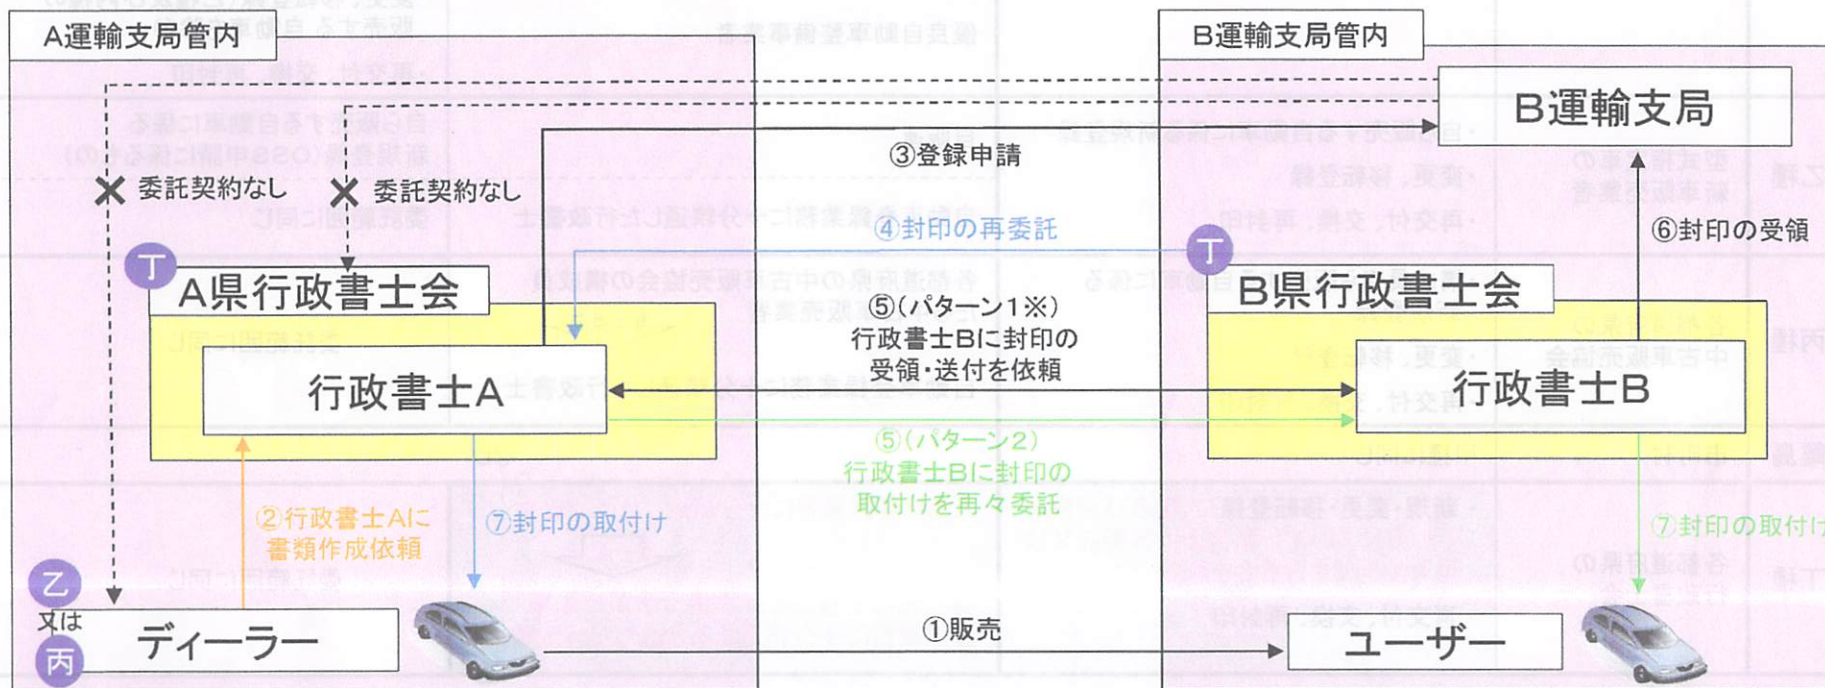 A運輸支局管内
B運輸支局管内
B運輸支局
③登録申請
委託契約なし
委託契約なし
④封印の再委託
⑥封印の受領
丁
A県行政書士会
丁
B県行政書士会
⑤(パターン1※)
行政書士Bに封印の
受領・送付を依頼
行政書士A
行政書士B
⑤(パターン2)
行政書士Bに封印の
取付けを再々委託
②行政書士Aに
書類作成依頼
⑦封印の取付け
⑦封印の取付け
乙
又は
丙
ディーラー
①販売
ユーザー